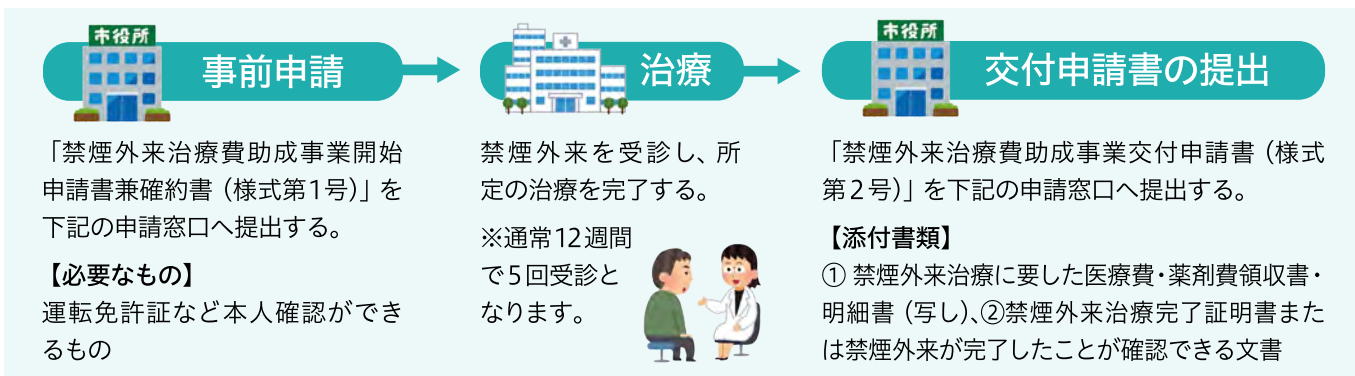 市役所
事前申請
「禁煙外来治療費助成事業開始
申請書兼確約書（様式第1号）」を
下記の申請窓口へ提出する。
【必要なもの】
運転免許証など本人確認ができ
るもの
治療
禁煙外来を受診し、所
定の治療を完了する。
※通常12週間
で5回受診と
なります。
市役所
交付申請書の提出
「禁煙外来治療費助成事業交付申請書（様式
第2号）」を下記の申請窓口へ提出する。
【添付書類】
① 禁煙外来治療に要した医療費・薬剤費領収書・
明細書（写し）、②禁煙外来治療完了証明書また
は禁煙外来が完了したことが確認できる文書